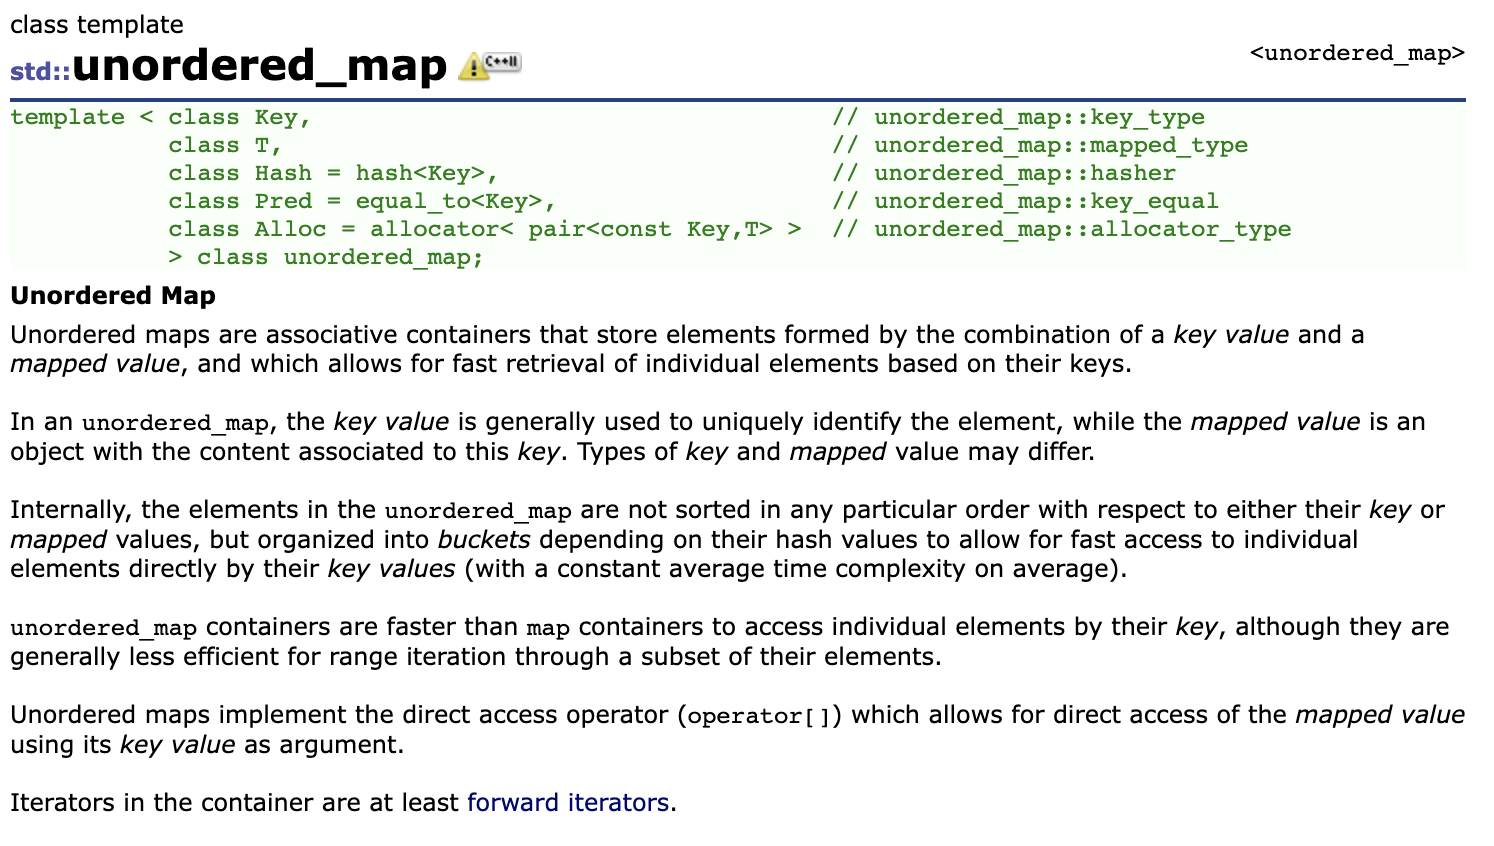 class template
std::unordered_map C++11
<unordered_map>
template < class Key,                                    // unordered_map::key_type
           class T,                                      // unordered_map::mapped_type
           class Hash = hash<Key>,                       // unordered_map::hasher
           class Pred = equal_to<Key>,                   // unordered_map::key_equal
           class Alloc = allocator< pair<const Key,T> >  // unordered_map::allocator_type
           > class unordered_map;
Unordered Map
Unordered maps are associative containers that store elements formed by the combination of a key value and a
mapped value, and which allows for fast retrieval of individual elements based on their keys.
In an unordered_map, the key value is generally used to uniquely identify the element, while the mapped value is an
object with the content associated to this key. Types of key and mapped value may differ.
Internally, the elements in the unordered_map are not sorted in any particular order with respect to either their key or
mapped values, but organized into buckets depending on their hash values to allow for fast access to individual
elements directly by their key values (with a constant average time complexity on average).
unordered_map containers are faster than map containers to access individual elements by their key, although they are
generally less efficient for range iteration through a subset of their elements.
Unordered maps implement the direct access operator (operator[]) which allows for direct access of the mapped value
using its key value as argument.
Iterators in the container are at least forward iterators.